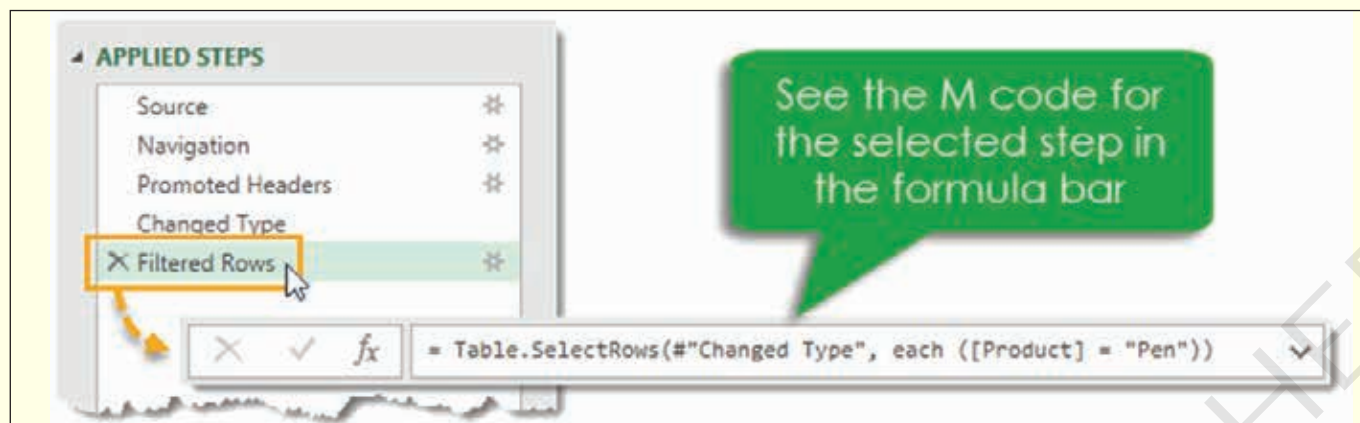 APPLIED STEPS
Source
Navigation
Promoted Headers
Changed Type
Filtered Rows
See the M code for
the selected step in
the formula bar
fx
= Table.SelectRows(#"Changed Type", each ([Product] = "Pen"))